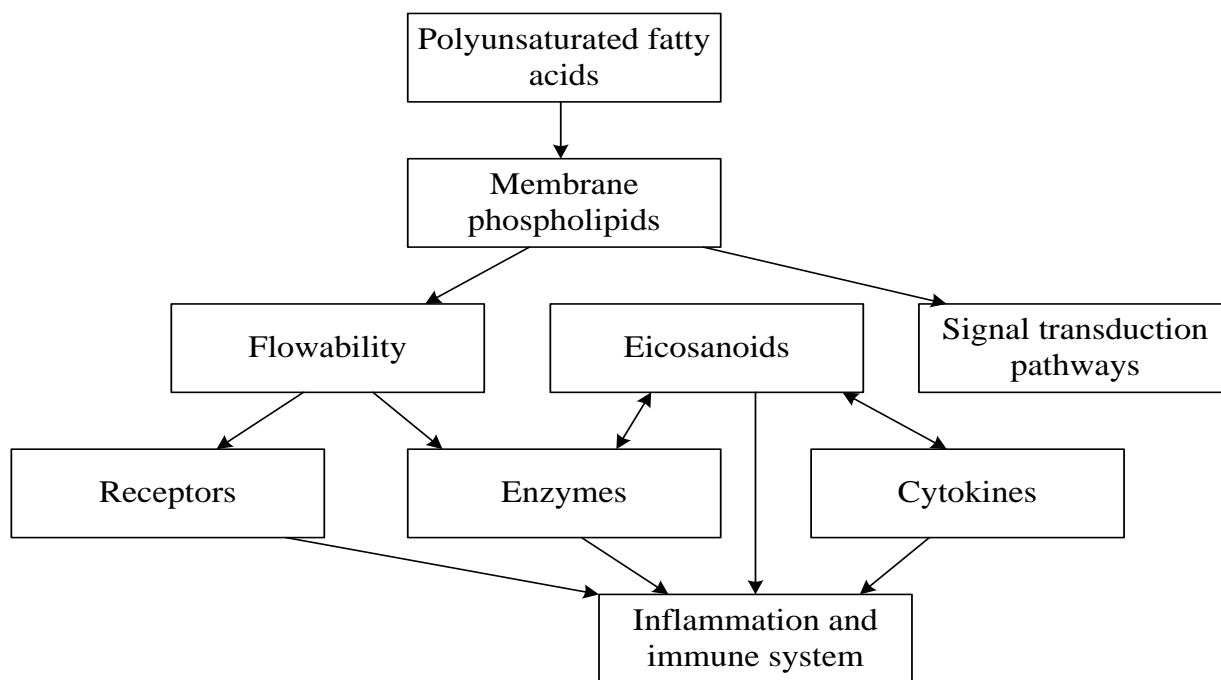 Polyunsaturated fatty
acids
Membrane
phospholipids
Flowability
Eicosanoids
Signal transduction
pathways
Receptors
Enzymes
Cytokines
Inflammation and
immune system